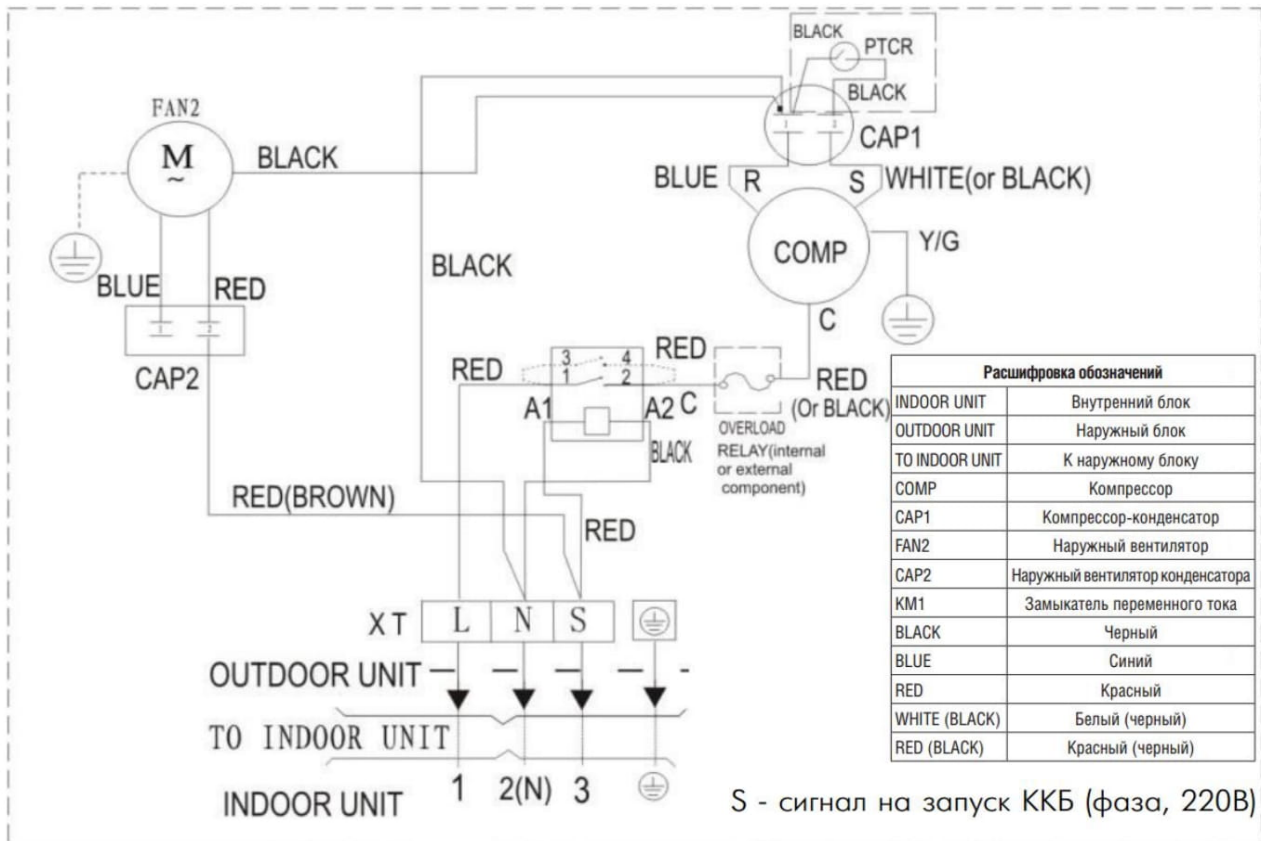 BLACK
PTCR
BLACK
FAN2
M
~
BLACK
1 2
CAP1
BLUE R S WHITE(or BLACK)
COMP
Y/G
BLACK
BLUE RED
1 2
CAP2
C
RED 3 4 RED
1 2
A1 A2 C
RED
(Or BLACK)
OVERLOAD
RELAY(internal
or external
component)
BLACK
RED(BROWN)
RED
XT L N S
OUTDOOR UNIT
TO INDOOR UNIT
INDOOR UNIT 1 2(N) 3
Расшифровка обозначений
INDOOR UNIT Внутренний блок
OUTDOOR UNIT Наружный блок
TO INDOOR UNIT К наружному блоку
COMP Компрессор
CAP1 Компрессор-конденсатор
FAN2 Наружный вентилятор
CAP2 Наружный вентилятор конденсатора
KM1 Замыкатель переменного тока
BLACK Черный
BLUE Синий
RED Красный
WHITE (BLACK) Белый (черный)
RED (BLACK) Красный (черный)
S - сигнал на запуск ККБ (фаза, 220В)